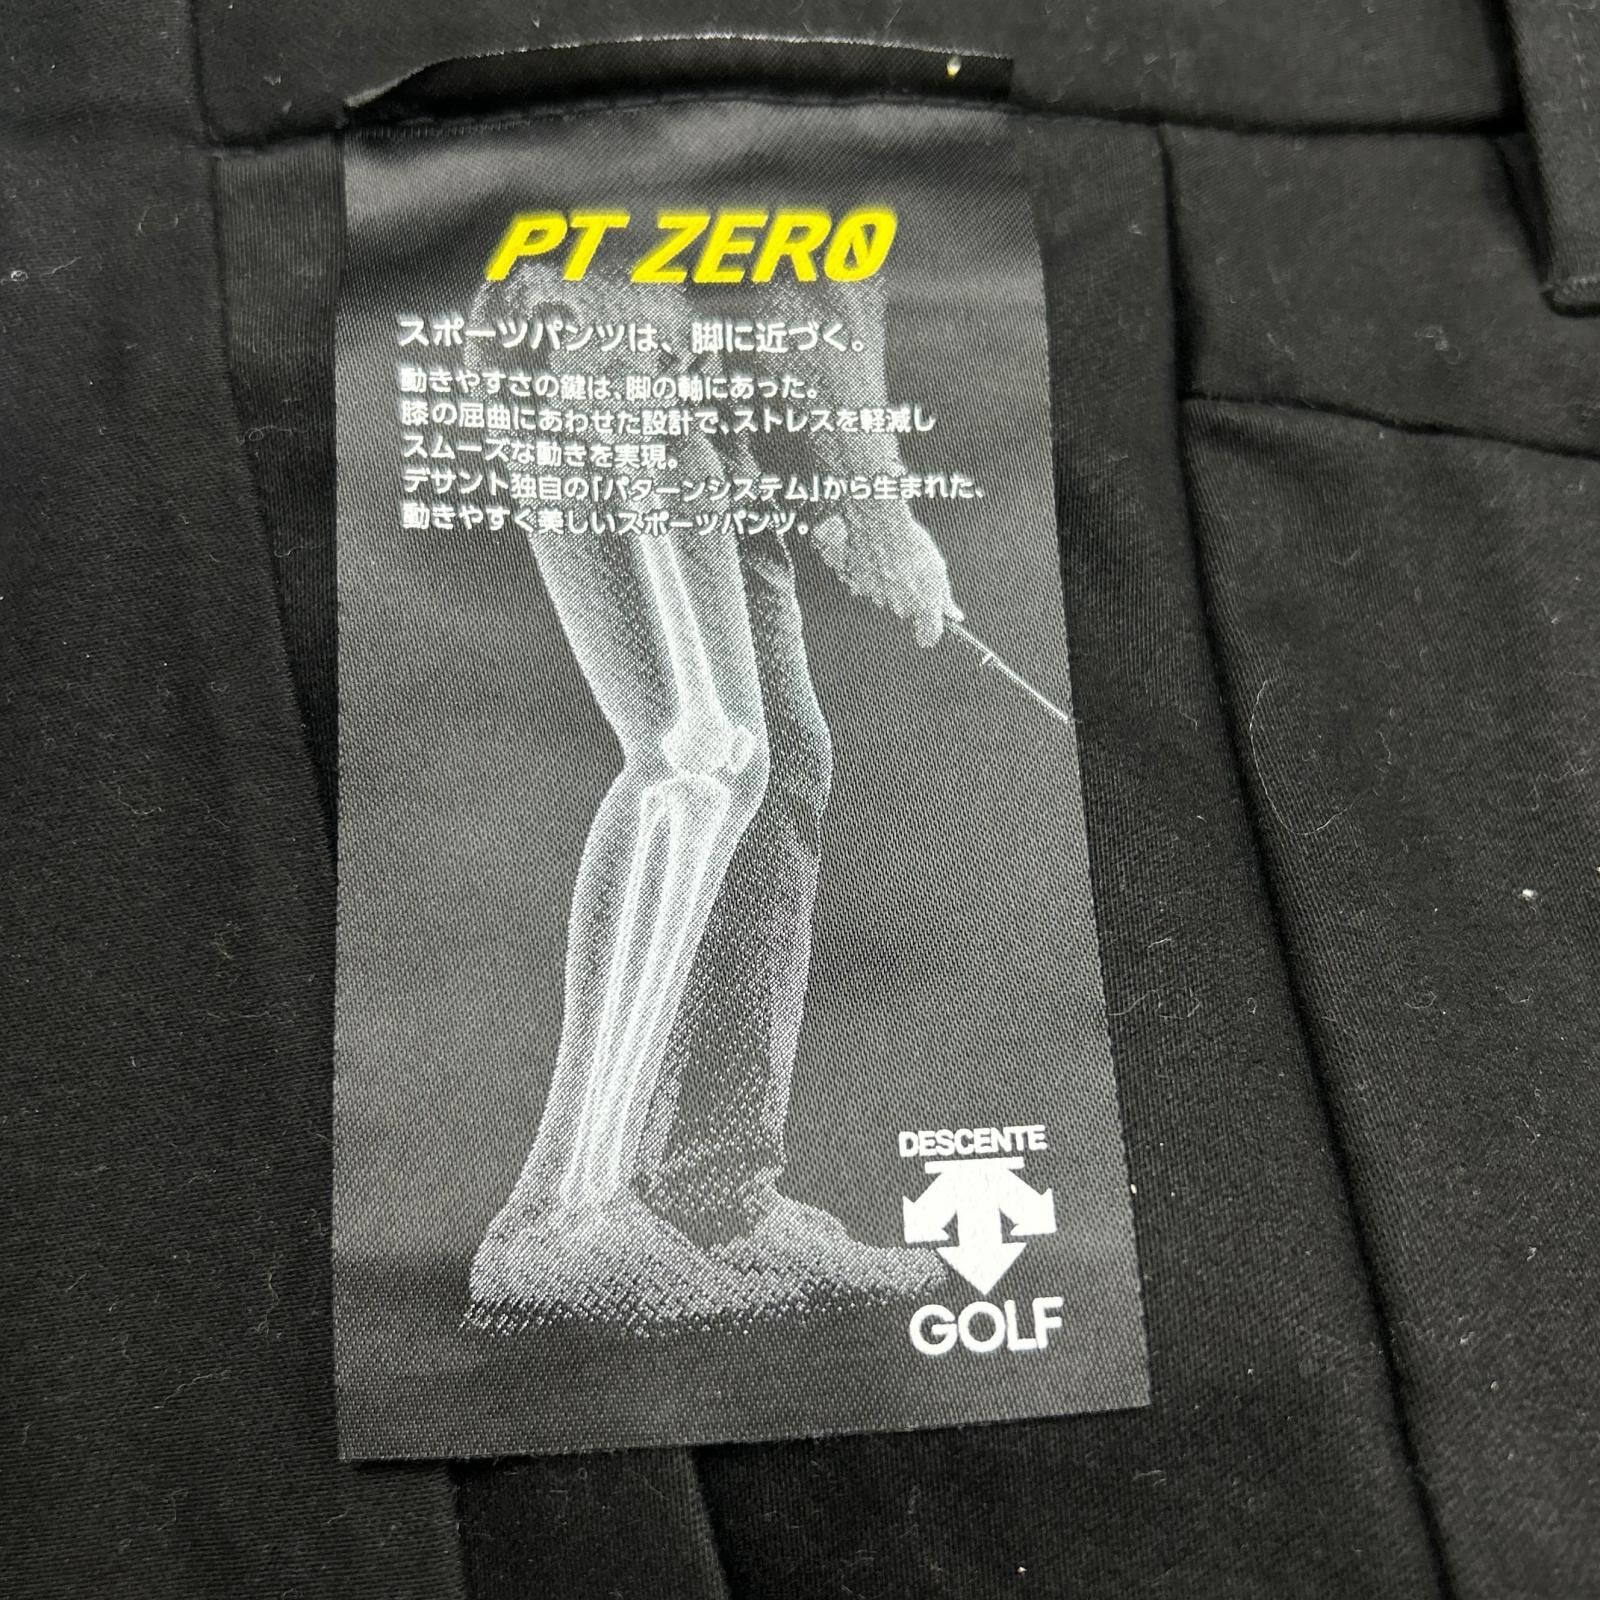 PT ZERO
スポーツパンツは、脚に近づく。
動きやすさの鍵は、脚の軸にあった。
膝の屈曲にあわせた設計で、ストレスを軽減し
スムーズな動きを実現。
デサント独自の「パターンシステム」から生まれた、
動きやすく美しいスポーツパンツ。
DESCENTE
GOLF